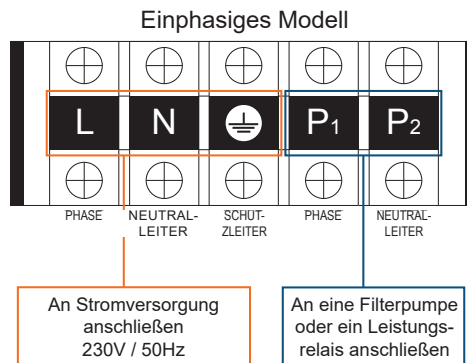 Einphasiges Modell
L N P1 P2
PHASE NEUTRAL-LEITER SCHUT-ZLEITER PHASE NEUTRAL-LEITER
An Stromversorgung
anschließen
230V / 50Hz
An eine Filterpumpe
oder ein Leistungs-
relais anschließen